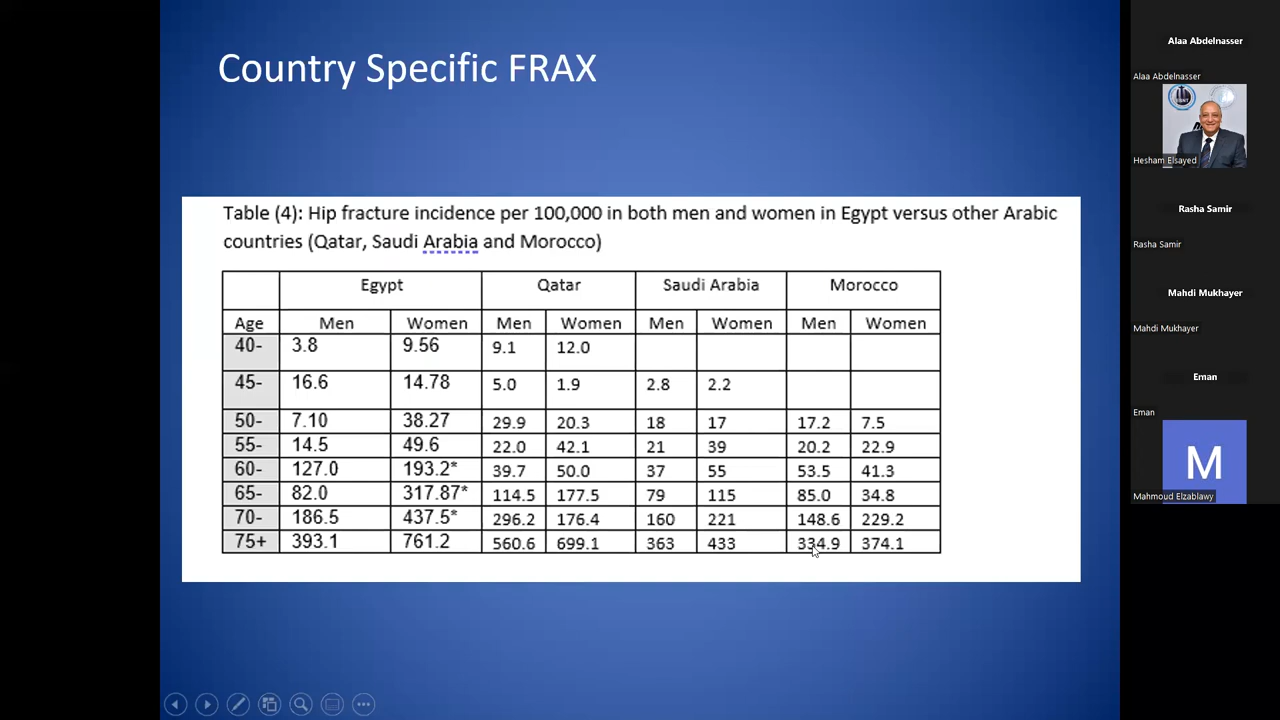 Country Specific FRAX
Table (4): Hip fracture incidence per 100,000 in both men and women in Egypt versus other Arabic
countries (Qatar, Saudi Arabia and Morocco)
Egypt Qatar Saudi Arabia Morocco
Age Men Women Men Women Men Women Men Women
40- 3.8 9.56 9.1 12.0
45- 16.6 14.78 5.0 1.9 2.8 2.2
50- 7.10 38.27 29.9 20.3 18 17 17.2 7.5
55- 14.5 49.6 22.0 42.1 21 39 20.2 22.9
60- 127.0 193.2* 39.7 50.0 37 55 53.5 41.3
65- 82.0 317.87* 114.5 177.5 79 115 85.0 34.8
70- 186.5 437.5* 296.2 176.4 160 221 148.6 229.2
75+ 393.1 761.2 560.6 699.1 363 433 334.9 374.1
Alaa Abdelnasser
Alaa Abdelnasser
Hesham Elsayed
Rasha Samir
Rasha Samir
Mahdi Mukhayer
Mahdi Mukhayer
Eman
Eman
M
Mahmoud Elzablawy